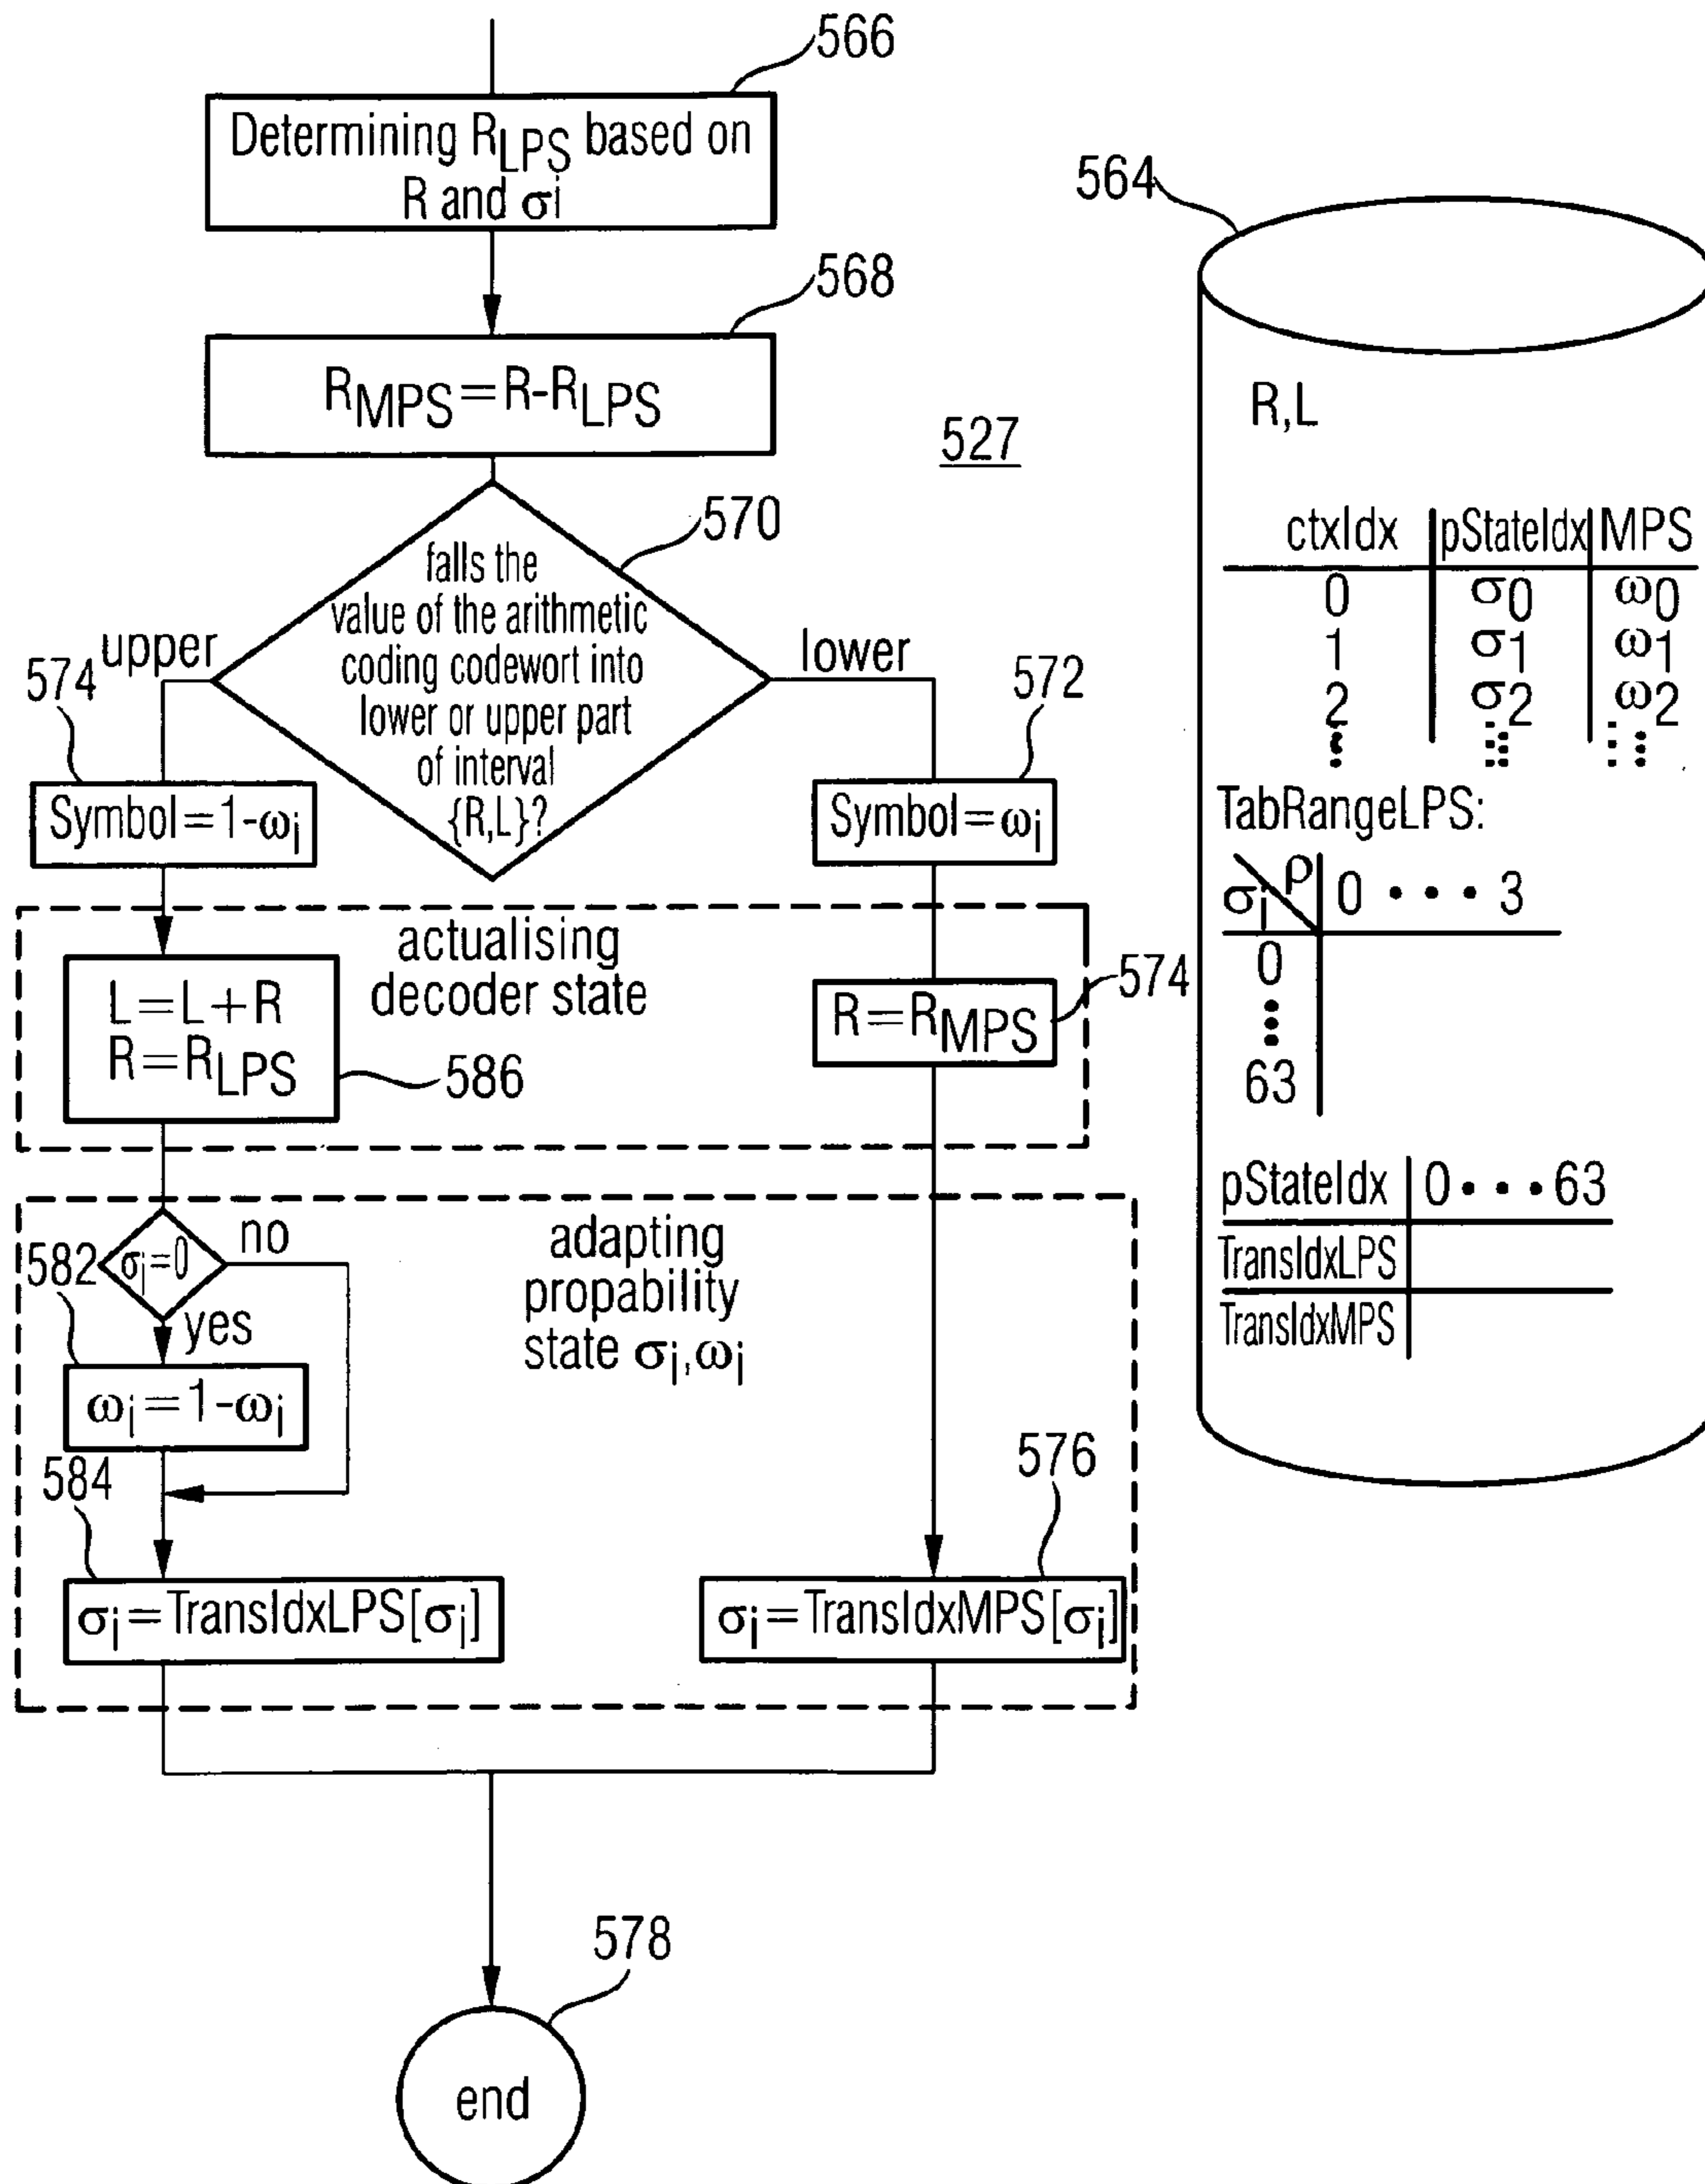 566
Determining RLPS based on
R and σi
568
RMPS=R-RLPS
527
570
falls the
value of the arithmetic
coding codewort into
lower or upper part
of interval
{R,L}?
upper
lower
574
572
Symbol=1-ωi
Symbol=ωi
actualising
decoder state
L=L+R
R=RLPS
586
R=RMPS
574
582
σi=0
no
yes
adapting
propability
state σi,ωi
ωi=1-ωi
584
576
σi=TransIdxLPS[σi]
σi=TransIdxMPS[σi]
578
end
564
R,L
ctxIdx pStateIdx MPS
0 σ0 ω0
1 σ1 ω1
2 σ2 ω2
TabRangeLPS:
σi ρ 0 • • • 3
0
63
pStateIdx 0 • • • 63
TransIdxLPS
TransIdxMPS